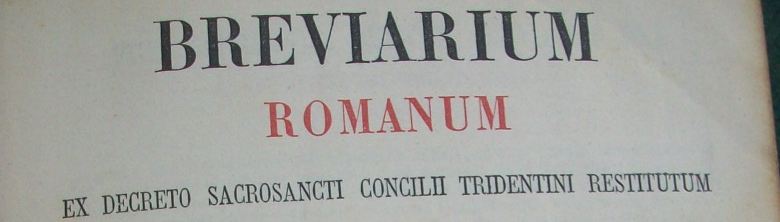 BREVIARIUM
ROMANUM
EX DECRETO SACROSANCTI CONCILII TRIDENTINI RESTITUTUM